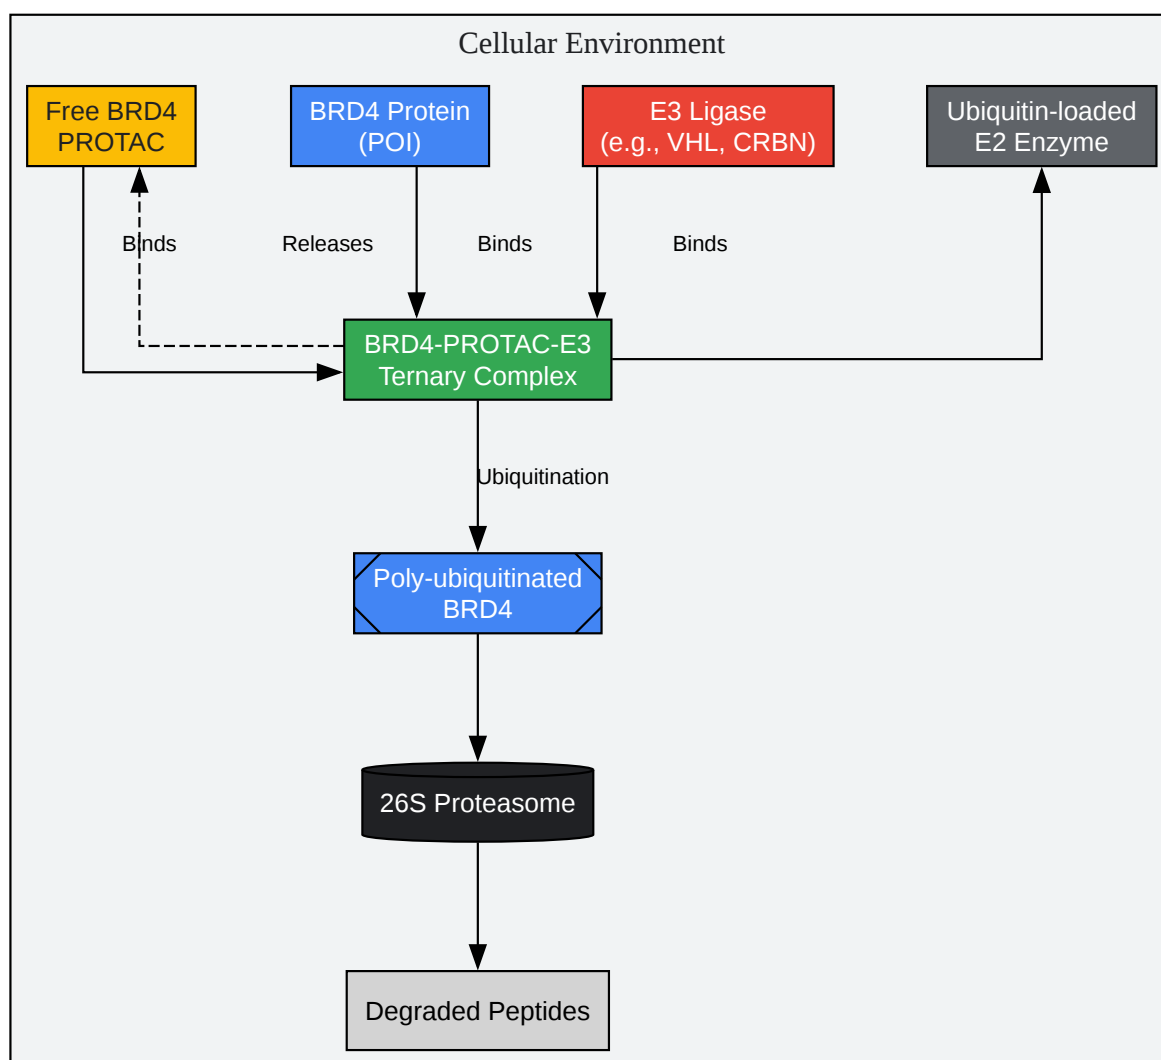 Cellular Environment
Free BRD4
PROTAC
BRD4 Protein
(POI)
E3 Ligase
(e.g., VHL, CRBN)
Ubiquitin-loaded
E2 Enzyme
Binds
Releases
Binds
Binds
BRD4-PROTAC-E3
Ternary Complex
Ubiquitination
Poly-ubiquitinated
BRD4
26S Proteasome
Degraded Peptides